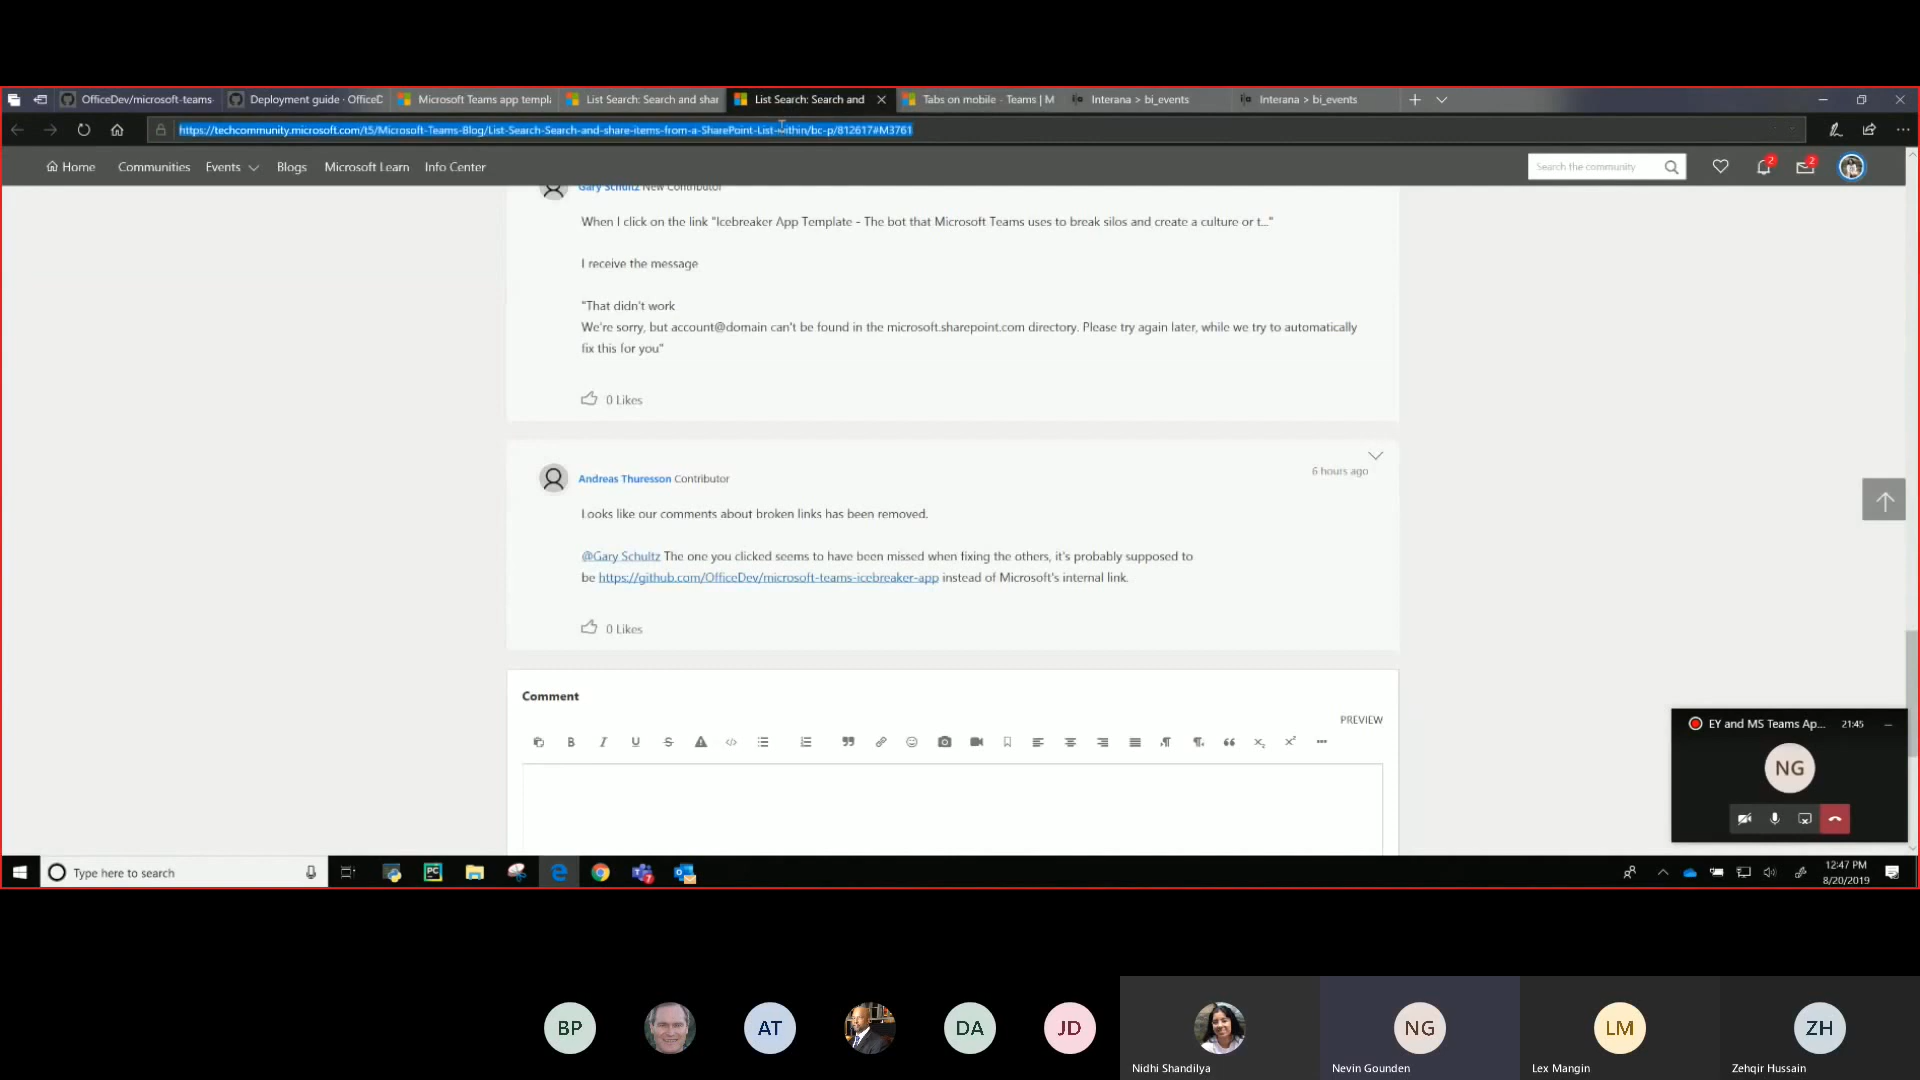 OfficeDev/microsoft-teams-
Deployment guide · OfficeD
Microsoft Teams app templa
List Search: Search and shar
List Search: Search and
Tabs on mobile - Teams | M
Interana > bi_events
Interana > bi_events
https://techcommunity.microsoft.com/t5/Microsoft-Teams-Blog/List-Search-Search-and-share-items-from-a-SharePoint-List-within/bc-p/812617#M3761
Home
Communities
Events
Blogs
Microsoft Learn
Info Center
Search the community
2
2
Gary Schultz New Contributor
When I click on the link "Icebreaker App Template - The bot that Microsoft Teams uses to break silos and create a culture or t..."
I receive the message
"That didn't work
We're sorry, but account@domain can't be found in the microsoft.sharepoint.com directory. Please try again later, while we try to automatically
fix this for you"
0 Likes
Andreas Thuresson Contributor
6 hours ago
Looks like our comments about broken links has been removed.
@Gary Schultz The one you clicked seems to have been missed when fixing the others, it's probably supposed to
be https://github.com/OfficeDev/microsoft-teams-icebreaker-app instead of Microsoft's internal link.
0 Likes
Comment
PREVIEW
EY and MS Teams Ap...
21:45
NG
Type here to search
PC
7
12:47 PM
8/20/2019
BP
AT
DA
JD
NG
LM
ZH
Nidhi Shandilya
Nevin Gounden
Lex Mangin
Zehqir Hussain